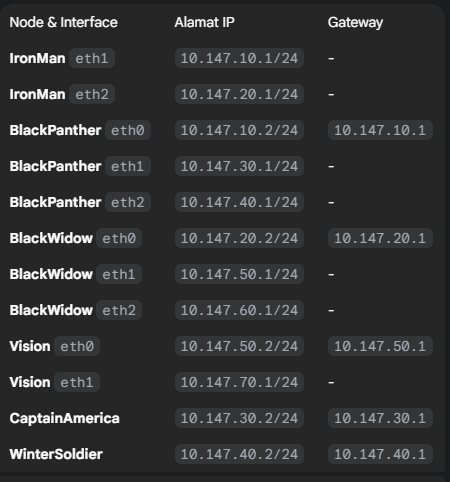 Node & Interface Alamat IP Gateway
IronMan eth1 10.147.10.1/24 -
IronMan eth2 10.147.20.1/24 -
BlackPanther eth0 10.147.10.2/24 10.147.10.1
BlackPanther eth1 10.147.30.1/24 -
BlackPanther eth2 10.147.40.1/24 -
BlackWidow eth0 10.147.20.2/24 10.147.20.1
BlackWidow eth1 10.147.50.1/24 -
BlackWidow eth2 10.147.60.1/24 -
Vision eth0 10.147.50.2/24 10.147.50.1
Vision eth1 10.147.70.1/24 -
CaptainAmerica 10.147.30.2/24 10.147.30.1
WinterSoldier 10.147.40.2/24 10.147.40.1